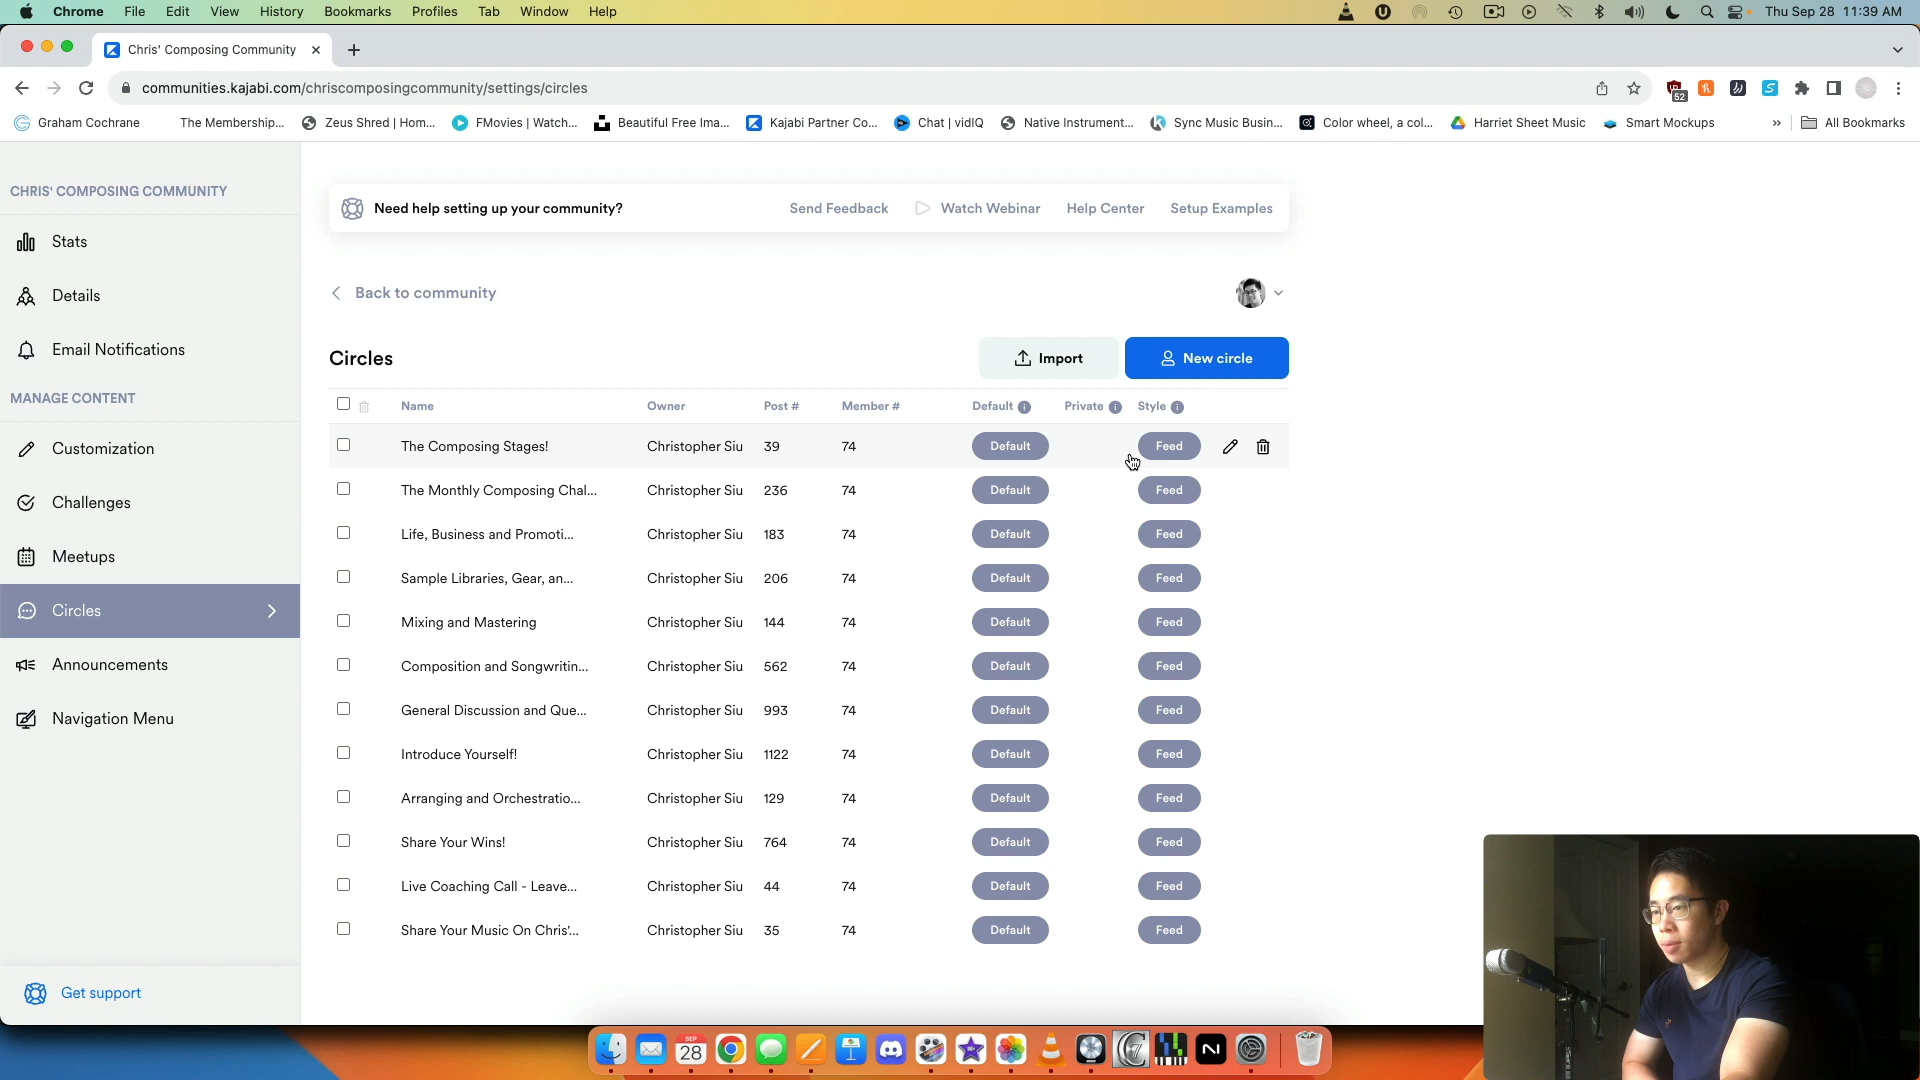 Chrome File Edit View History Bookmarks Profiles Tab Window Help Thu Sep 28 11:39 AM
Chris' Composing Community
communities.kajabi.com/chriscomposingcommunity/settings/circles 52
Graham Cochrane The Membership... Zeus Shred | Hom... FMovies | Watch... Beautiful Free Ima... Kajabi Partner Co... Chat | vidIQ Native Instrument... Sync Music Busin... Color wheel, a col... Harriet Sheet Music Smart Mockups » All Bookmarks
CHRIS' COMPOSING COMMUNITY
Stats
Details
Email Notifications
MANAGE CONTENT
Customization
Challenges
Meetups
Circles
Announcements
Navigation Menu
Get support
Need help setting up your community? Send Feedback Watch Webinar Help Center Setup Examples
Back to community
Circles Import New circle
Name Owner Post # Member # Default Private Style
The Composing Stages! Christopher Siu 39 74 Default Feed
The Monthly Composing Chal... Christopher Siu 236 74 Default Feed
Life, Business and Promoti... Christopher Siu 183 74 Default Feed
Sample Libraries, Gear, an... Christopher Siu 206 74 Default Feed
Mixing and Mastering Christopher Siu 144 74 Default Feed
Composition and Songwritin... Christopher Siu 562 74 Default Feed
General Discussion and Que... Christopher Siu 993 74 Default Feed
Introduce Yourself! Christopher Siu 1122 74 Default Feed
Arranging and Orchestratio... Christopher Siu 129 74 Default Feed
Share Your Wins! Christopher Siu 764 74 Default Feed
Live Coaching Call - Leave... Christopher Siu 44 74 Default Feed
Share Your Music On Chris'... Christopher Siu 35 74 Default Feed
SEP
28